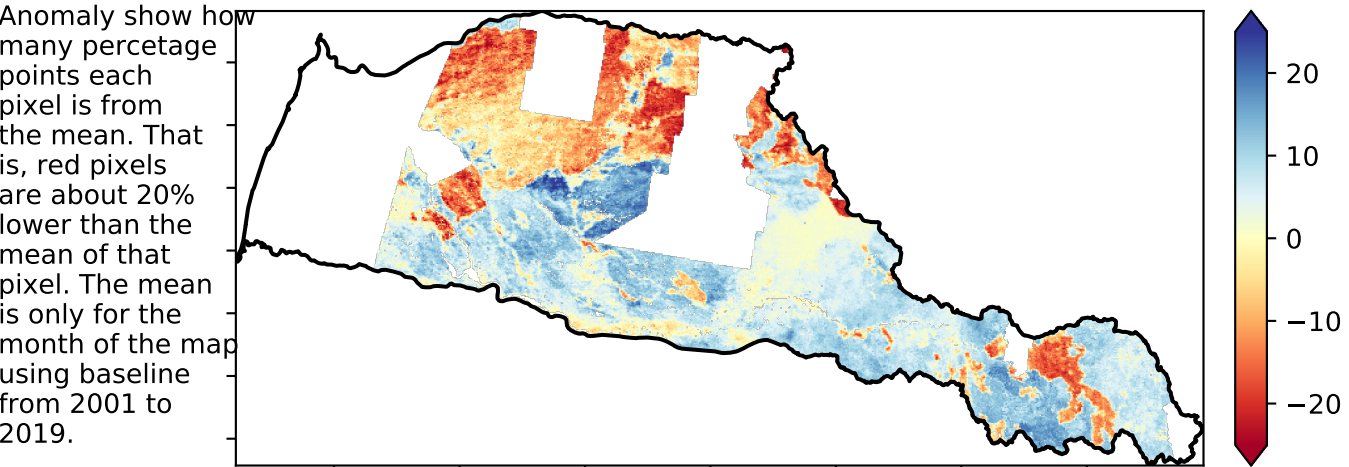 Anomaly show how
many percetage
points each
pixel is from
the mean. That
is, red pixels
are about 20%
lower than the
mean of that
pixel. The mean
is only for the
month of the map
using baseline
from 2001 to
2019.
20
10
0
−10
−20